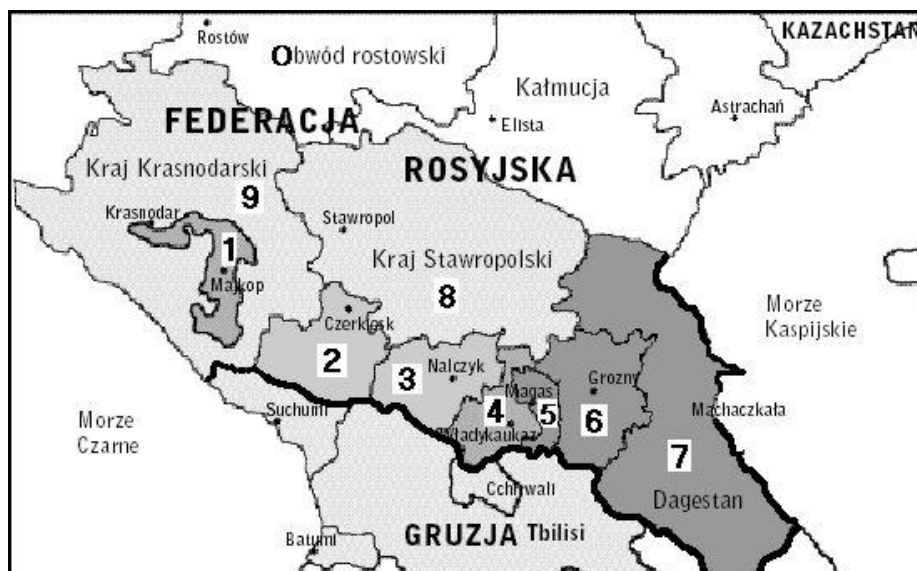 KAZACHSTAN
Rostów
Obwód rostowski
Kałmucja
Astrachań
FEDERACJA
Elista
Kraj Krasnodarski
ROSYJSKA
9
Krasnodar
Stawropol
1
Kraj Stawropolski
Majkop
8
Morze
Kaspijskie
Czerkiesk
2
3
Nalczyk
4
Magas
5
Grozny
6
Suchumi
Władykaukaz
Machaczkała
Morze
Czarne
7
Cchinwali
Dagestan
GRUZJA
Tbilisi
Batumi